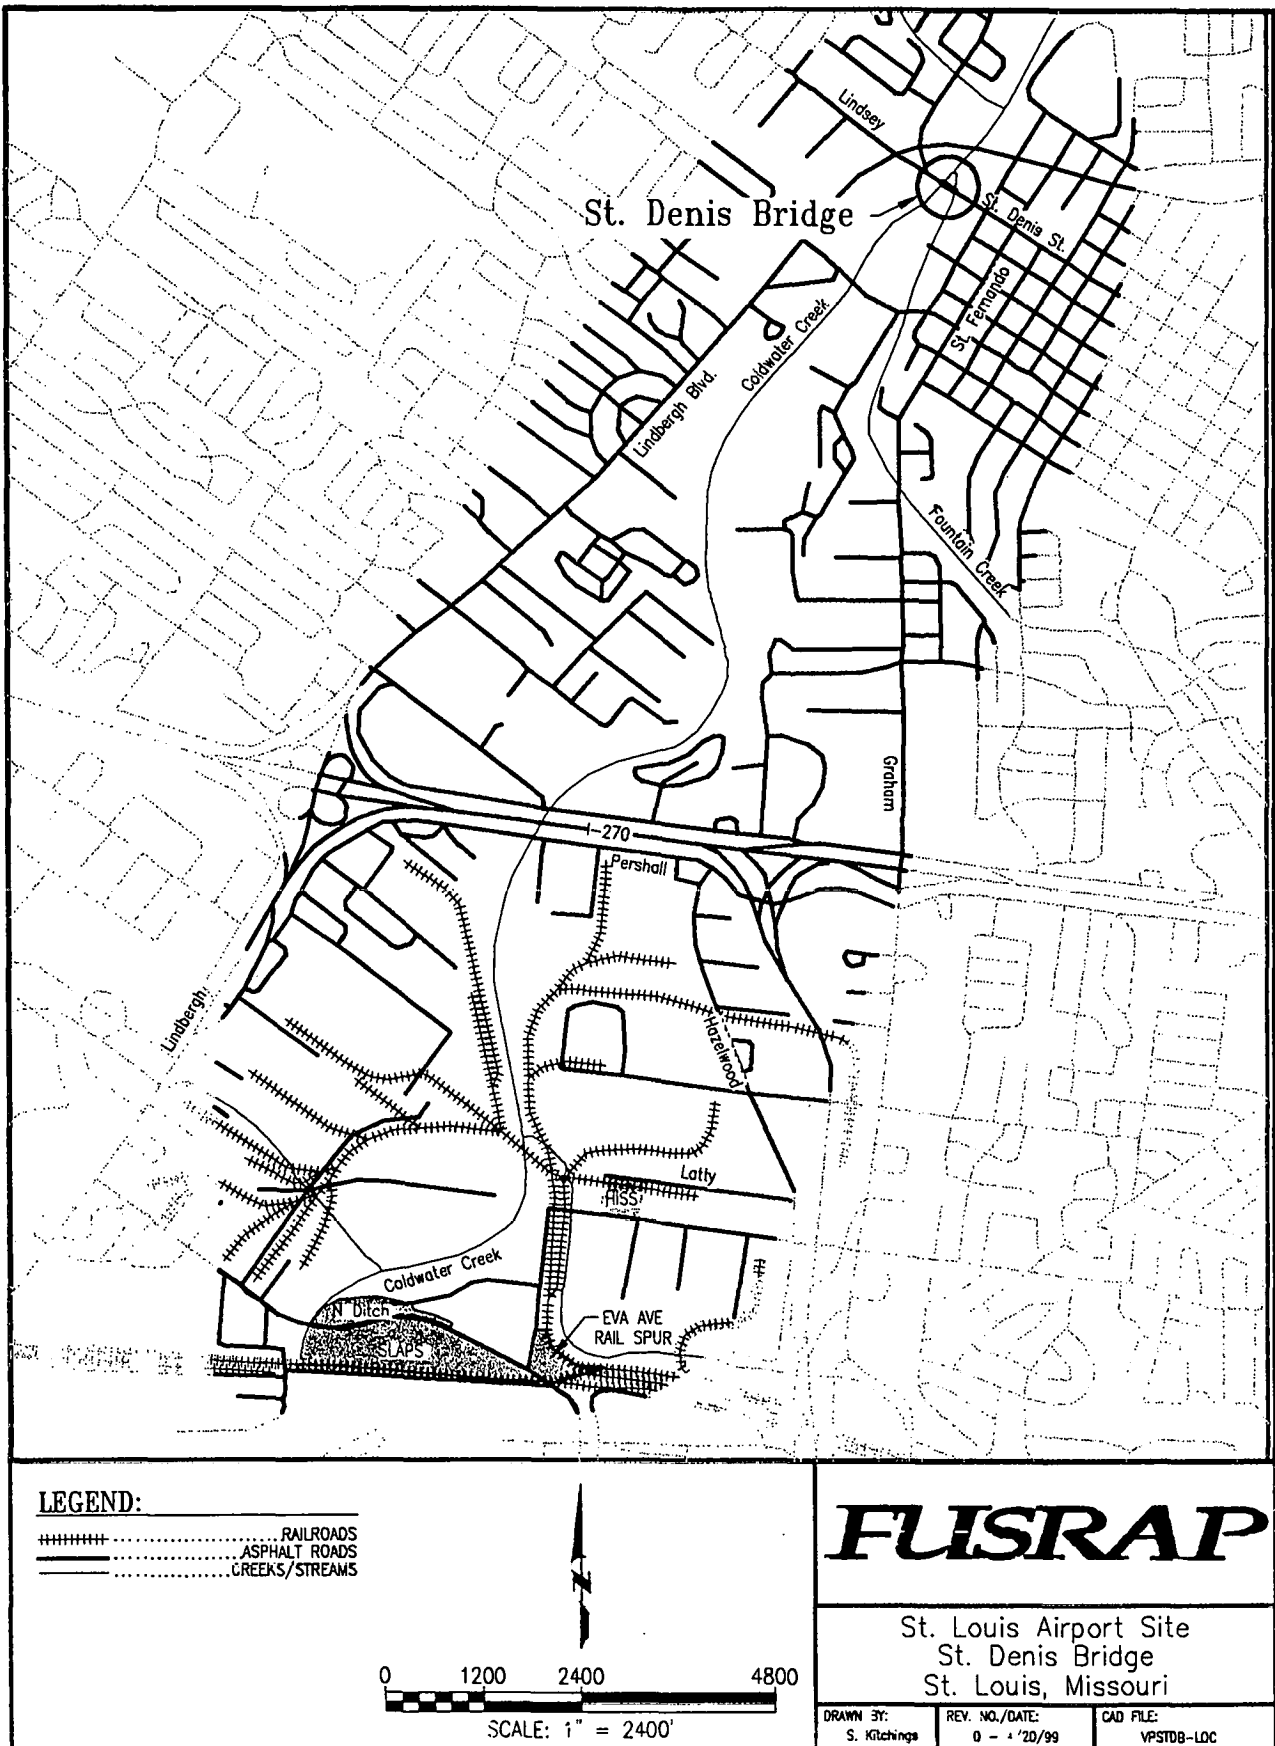 Lindsey
St. Denis Bridge
St. Denis St.
St. Fernando
Coldwater Creek
Lindbergh Blvd.
Fountain Creek
Graham
I-270
Pershall
Lindbergh
Hazelwood
Latty
HISS
Coldwater Creek
N Ditch
EVA AVE
RAIL SPUR
SLAPS
LEGEND:
RAILROADS
ASPHALT ROADS
CREEKS/STREAMS
N
0 1200 2400 4800
SCALE: 1" = 2400'
FUSRAP
St. Louis Airport Site
St. Denis Bridge
St. Louis, Missouri
DRAWN BY: REV. NO./DATE: CAD FILE:
S. Kitchings 0 - /20/99 VPSTDB-LOC